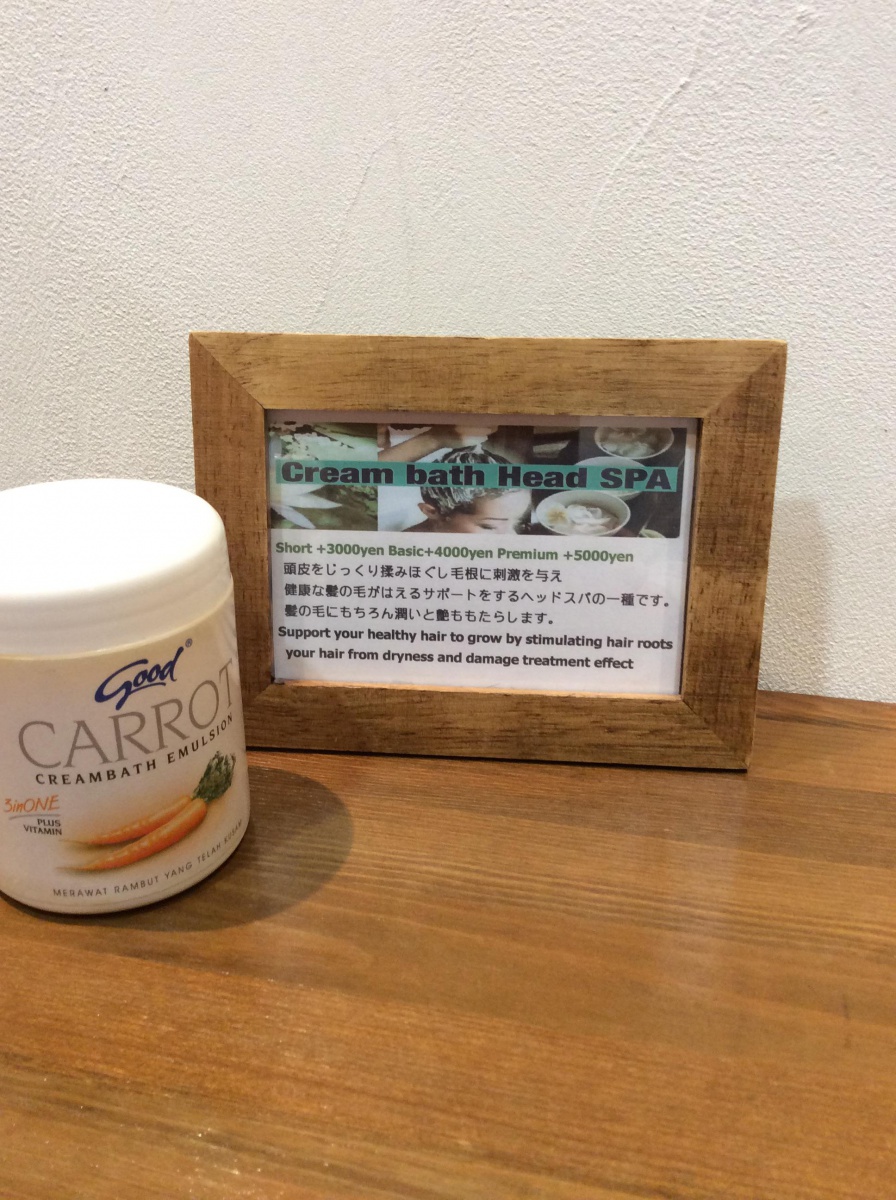 Cream bath Head SPA
Short +3000yen Basic+4000yen Premium +5000yen
頭皮をじっくり揉みほぐし毛根に刺激を与え
健康な髪の毛がはえるサポートをするヘッドスパの一種です。
髪の毛にもちろん潤いと艶ももたらします。
Support your healthy hair to grow by stimulating hair roots
your hair from dryness and damage treatment effect
Good®
CARROT
CREAMBATH EMULSION
3inONE
PLUS
VITAMIN
MERAWAT RAMBUT YANG TELAH KUSAM